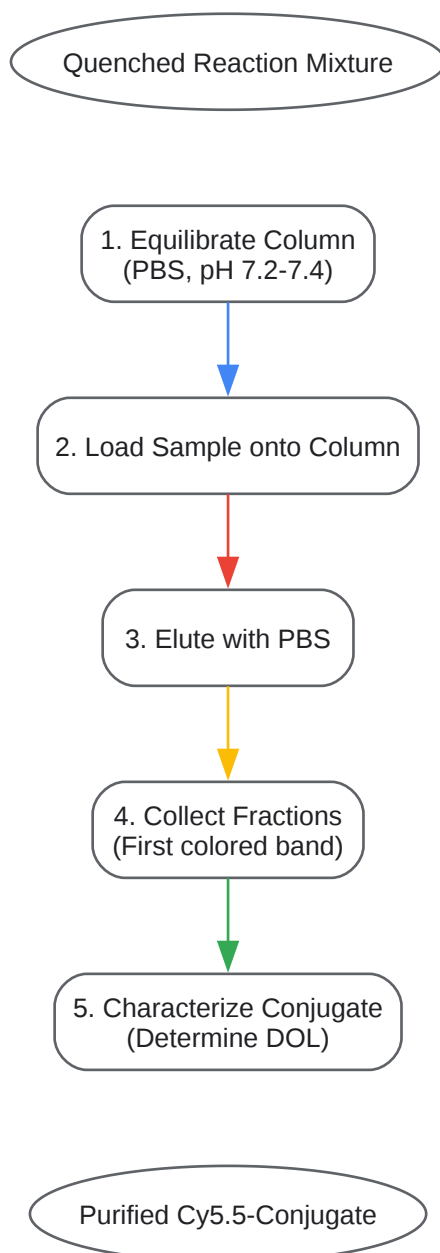 Quenched Reaction Mixture
1. Equilibrate Column
(PBS, pH 7.2-7.4)
2. Load Sample onto Column
3. Elute with PBS
4. Collect Fractions
(First colored band)
5. Characterize Conjugate
(Determine DOL)
Purified Cy5.5-Conjugate